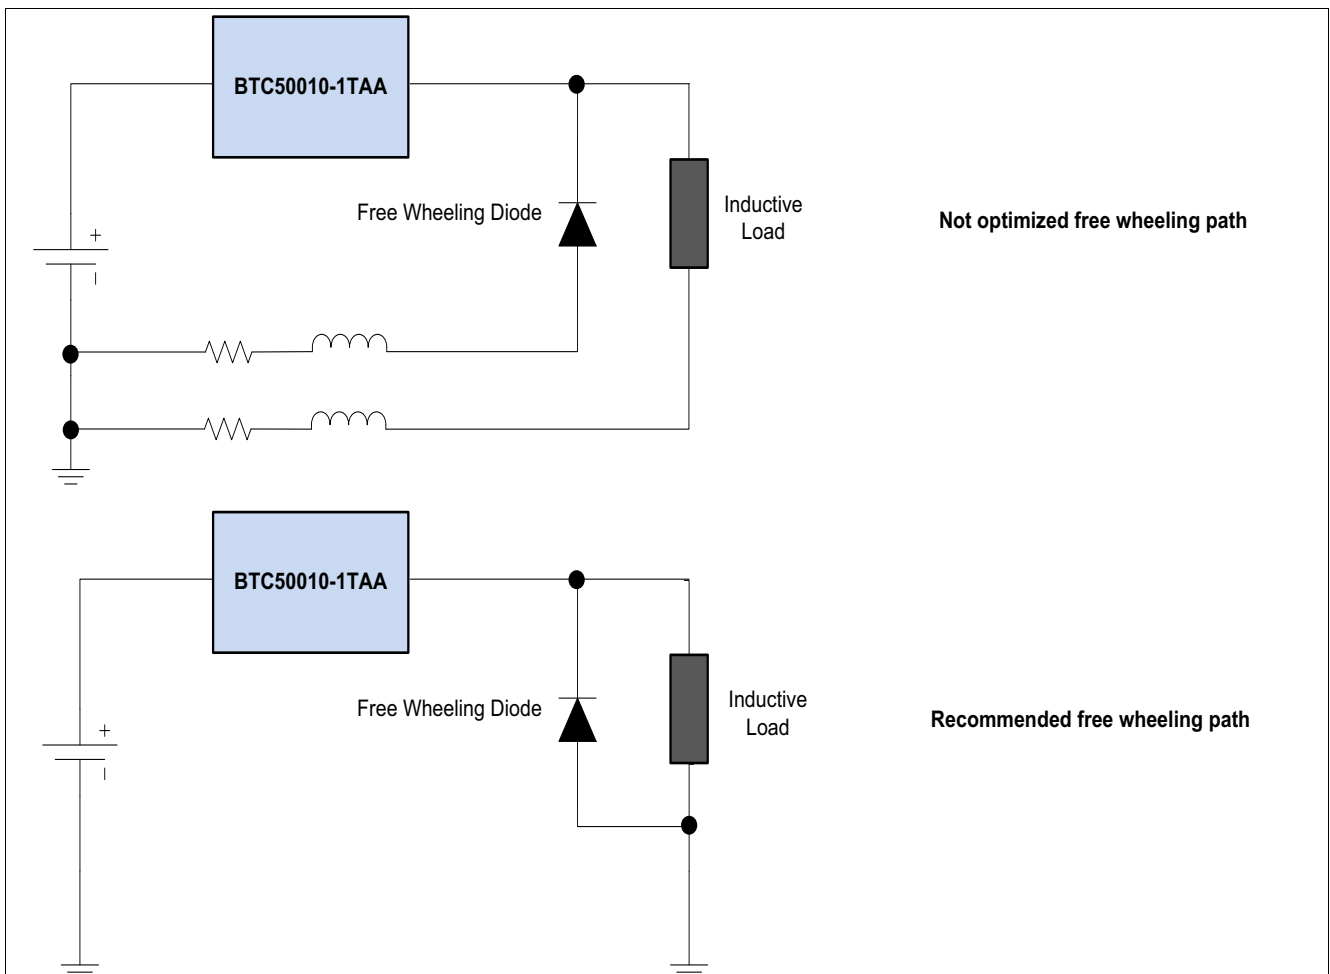 BTC50010-1TAA
Free Wheeling Diode
Inductive
Load
Not optimized free wheeling path
+
–
BTC50010-1TAA
Free Wheeling Diode
Inductive
Load
Recommended free wheeling path
+
–